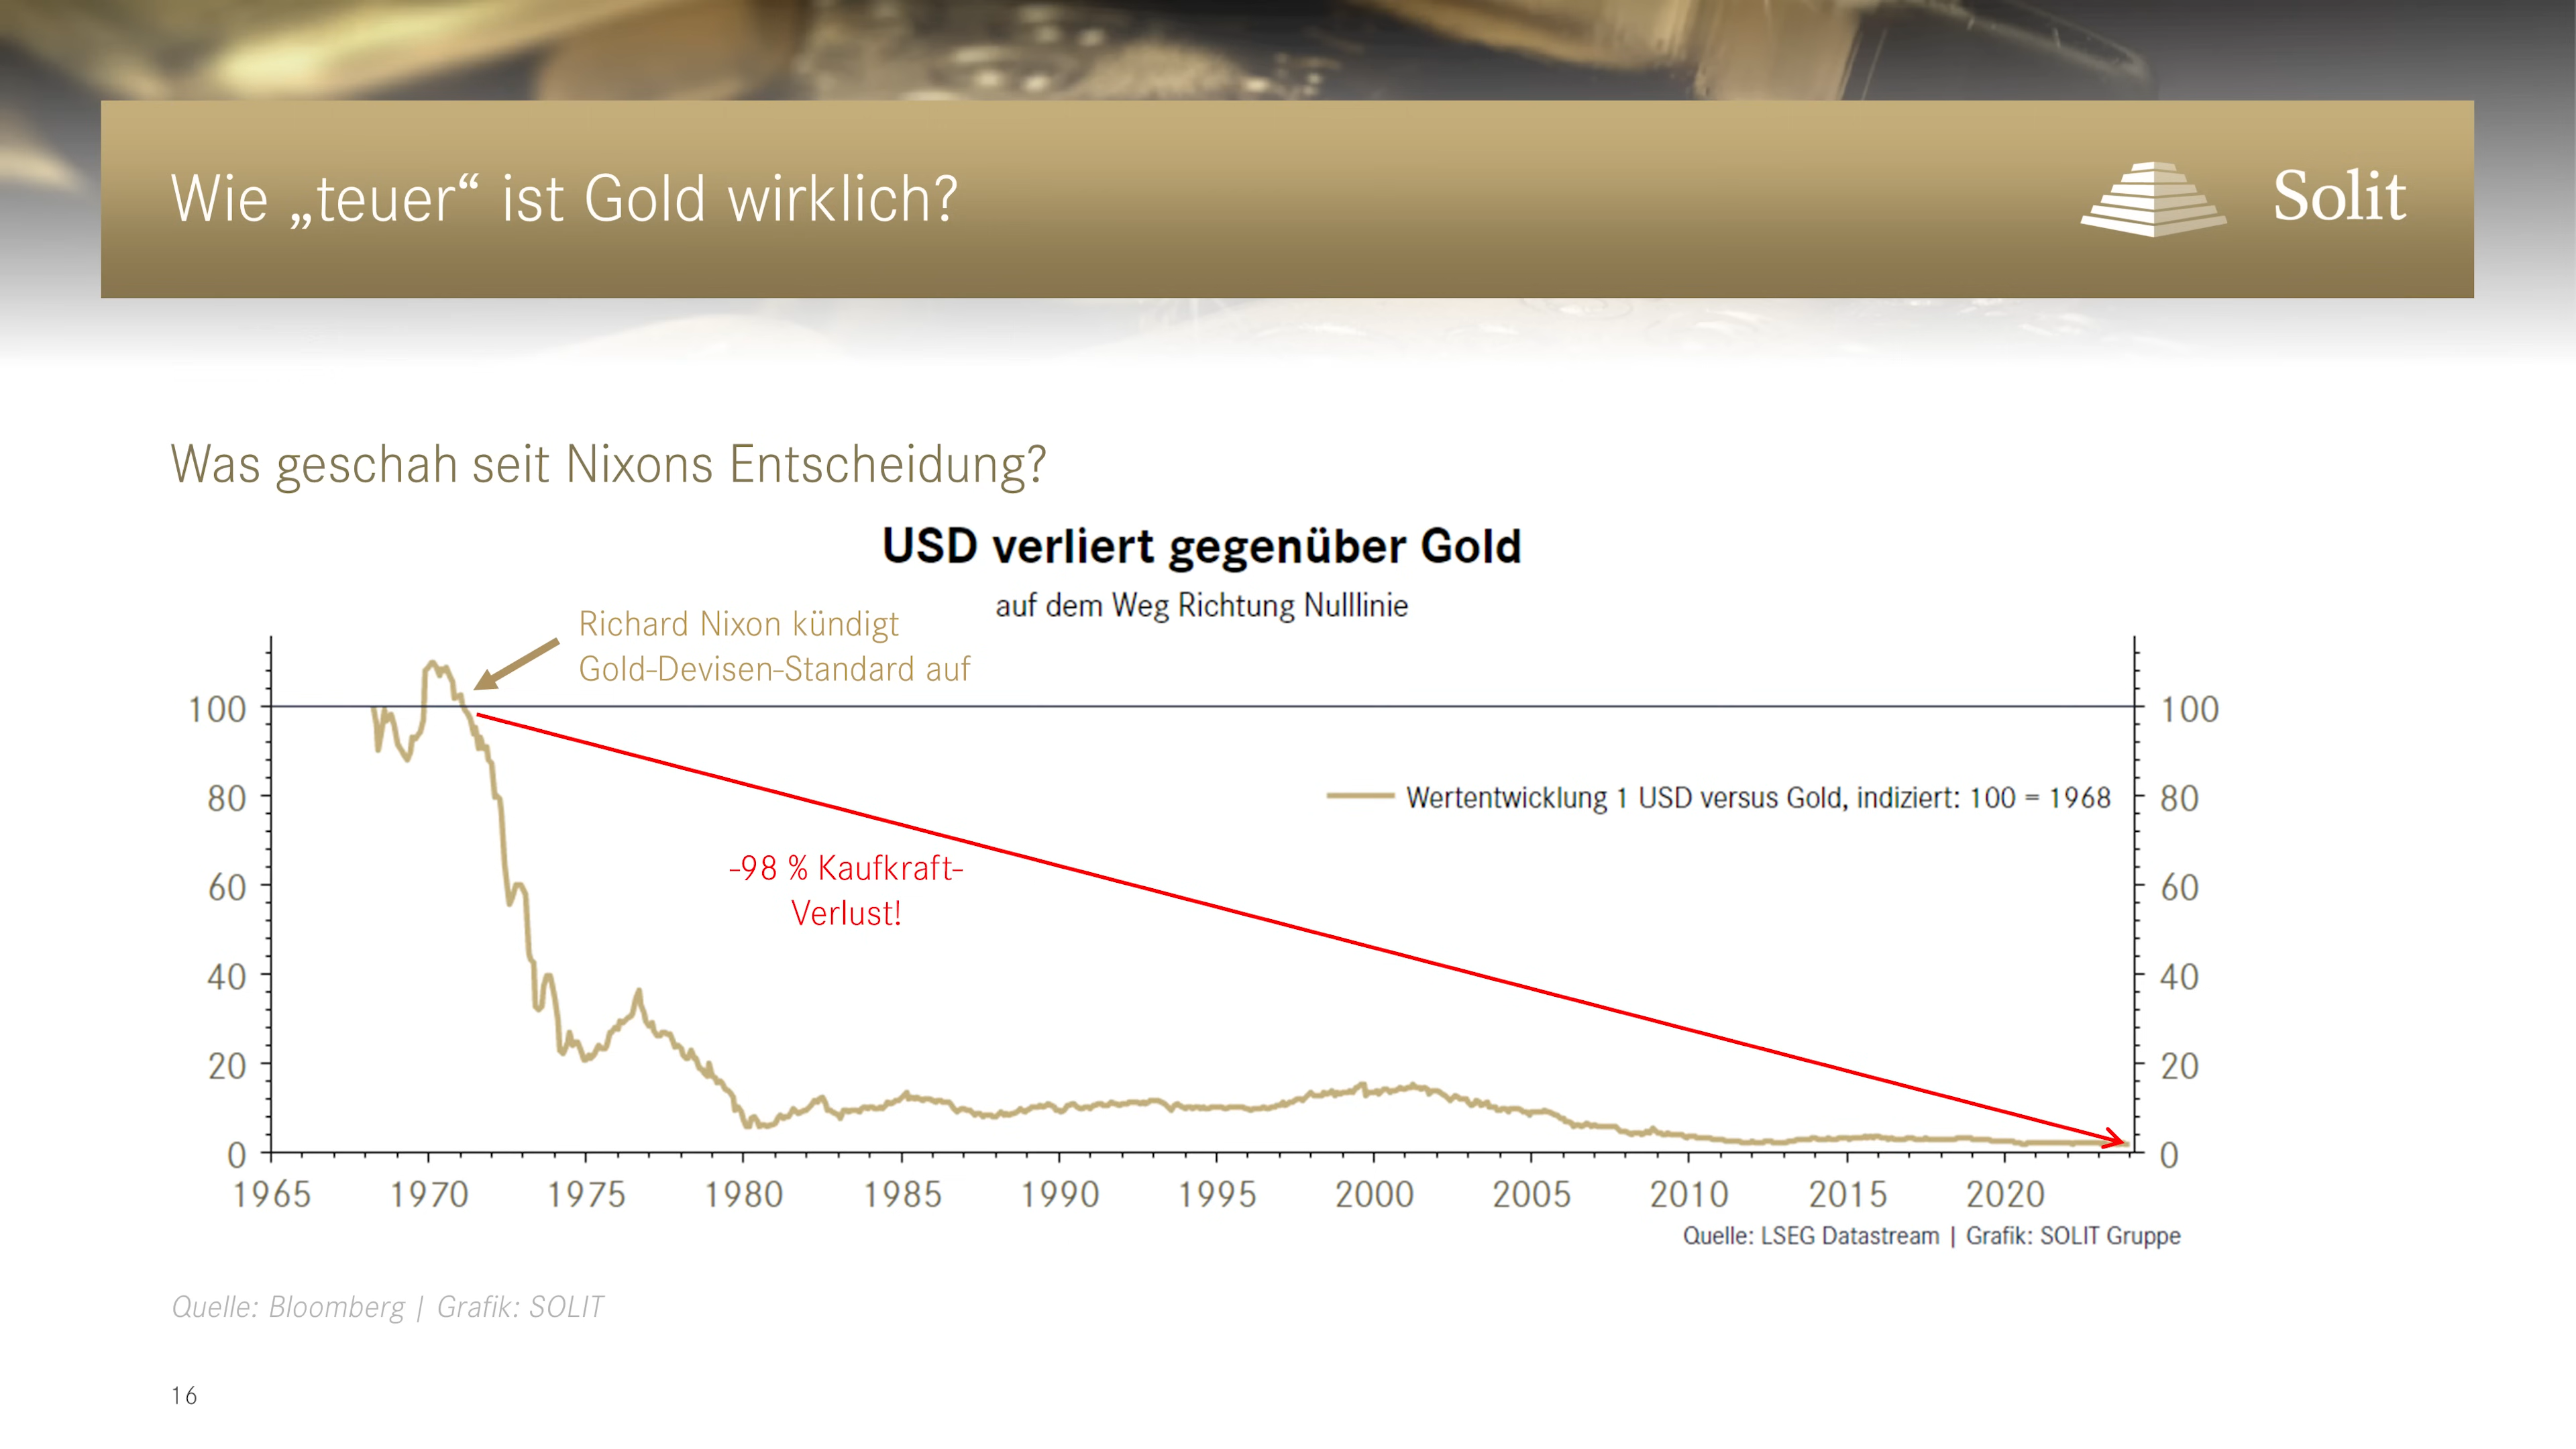 Wie „teuer“ ist Gold wirklich?
Solit
Was geschah seit Nixons Entscheidung?
USD verliert gegenüber Gold
auf dem Weg Richtung Nulllinie
Richard Nixon kündigt
Gold-Devisen-Standard auf
100
80
60
40
20
0
100
80
60
40
20
0
Wertentwicklung 1 USD versus Gold, indiziert: 100 = 1968
-98 % Kaufkraft-
Verlust!
1965 1970 1975 1980 1985 1990 1995 2000 2005 2010 2015 2020
Quelle: LSEG Datastream | Grafik: SOLIT Gruppe
Quelle: Bloomberg | Grafik: SOLIT
16